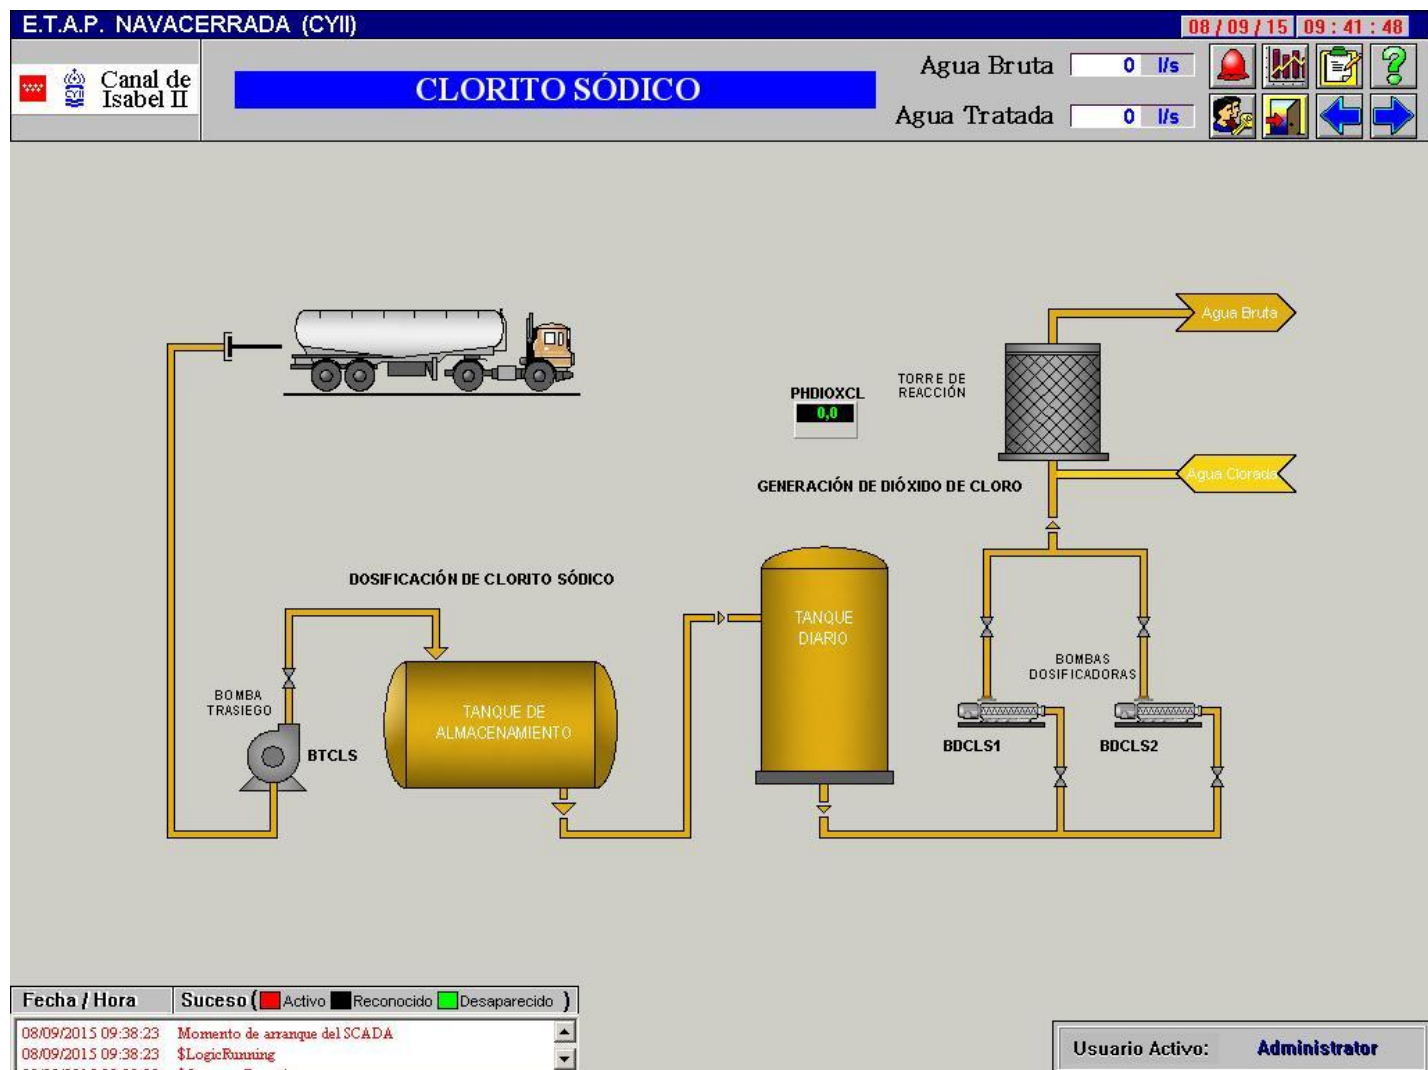 E.T.A.P. NAVACERRADA (CYII)
08 / 09 / 15 09 : 41 : 48
Canal de
Isabel II
CLORITO SÓDICO
Agua Bruta 0 l/s
Agua Tratada 0 l/s
Agua Bruta
TORRE DE
REACCIÓN
PHDIOXCL
0,0
Agua Clorada
GENERACIÓN DE DIÓXIDO DE CLORO
DOSIFICACIÓN DE CLORITO SÓDICO
TANQUE
DIARIO
BOMBAS
DOSIFICADORAS
BOMBA
TRASIEGO
TANQUE DE
ALMACENAMIENTO
BTCLS
BDCLS1
BDCLS2
Fecha / Hora Suceso ( Activo Reconocido Desaparecido )
08/09/2015 09:38:23 Momento de arranque del SCADA
08/09/2015 09:38:23 $LogicRunning
Usuario Activo: Administrator